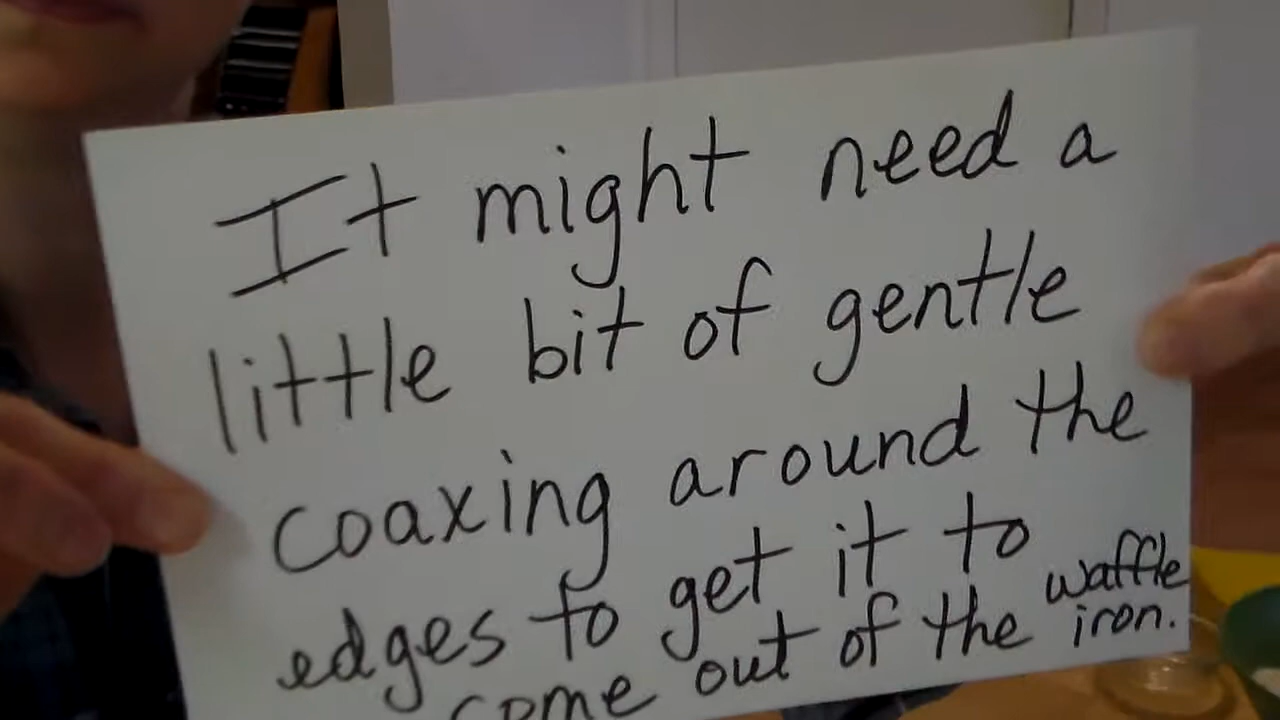 It might need a
little bit of gentle
coaxing around the
edges to get it to
come out of the waffle
iron.